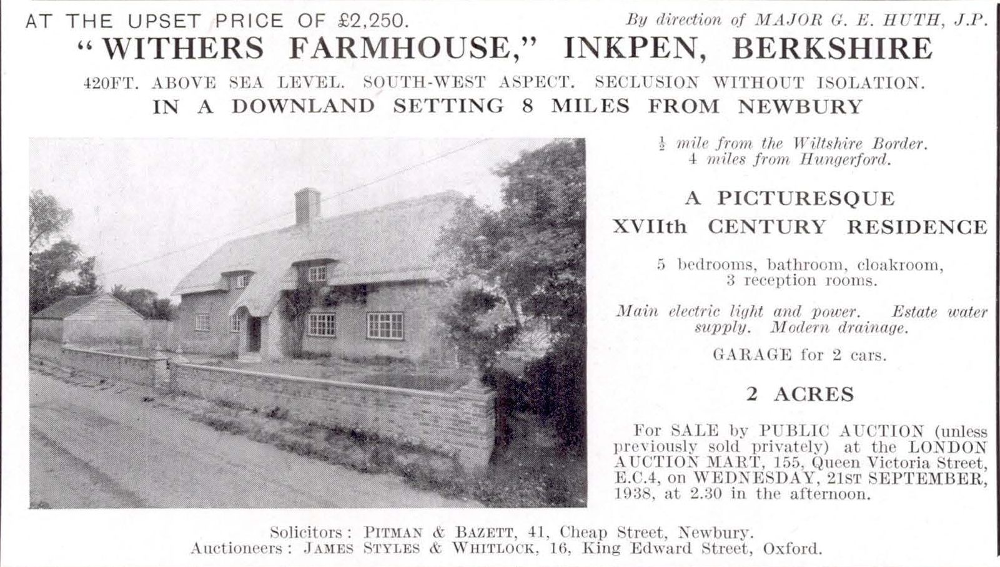 AT THE UPSET PRICE OF £2,250.
By direction of MAJOR G. E. HUTH, J.P.
“WITHERS FARMHOUSE,” INKPEN, BERKSHIRE
420FT. ABOVE SEA LEVEL. SOUTH-WEST ASPECT. SECLUSION WITHOUT ISOLATION.
IN A DOWNLAND SETTING 8 MILES FROM NEWBURY
½ mile from the Wiltshire Border.
4 miles from Hungerford.
A PICTURESQUE
XVIIth CENTURY RESIDENCE
5 bedrooms, bathroom, cloakroom,
3 reception rooms.
Main electric light and power. Estate water
supply. Modern drainage.
GARAGE for 2 cars.
2 ACRES
For SALE by PUBLIC AUCTION (unless
previously sold privately) at the LONDON
AUCTION MART, 155, Queen Victoria Street,
E.C.4, on WEDNESDAY, 21ST SEPTEMBER,
1938, at 2.30 in the afternoon.
Solicitors: PITMAN & BAZETT, 41, Cheap Street, Newbury.
Auctioneers: JAMES STYLES & WHITLOCK, 16, King Edward Street, Oxford.